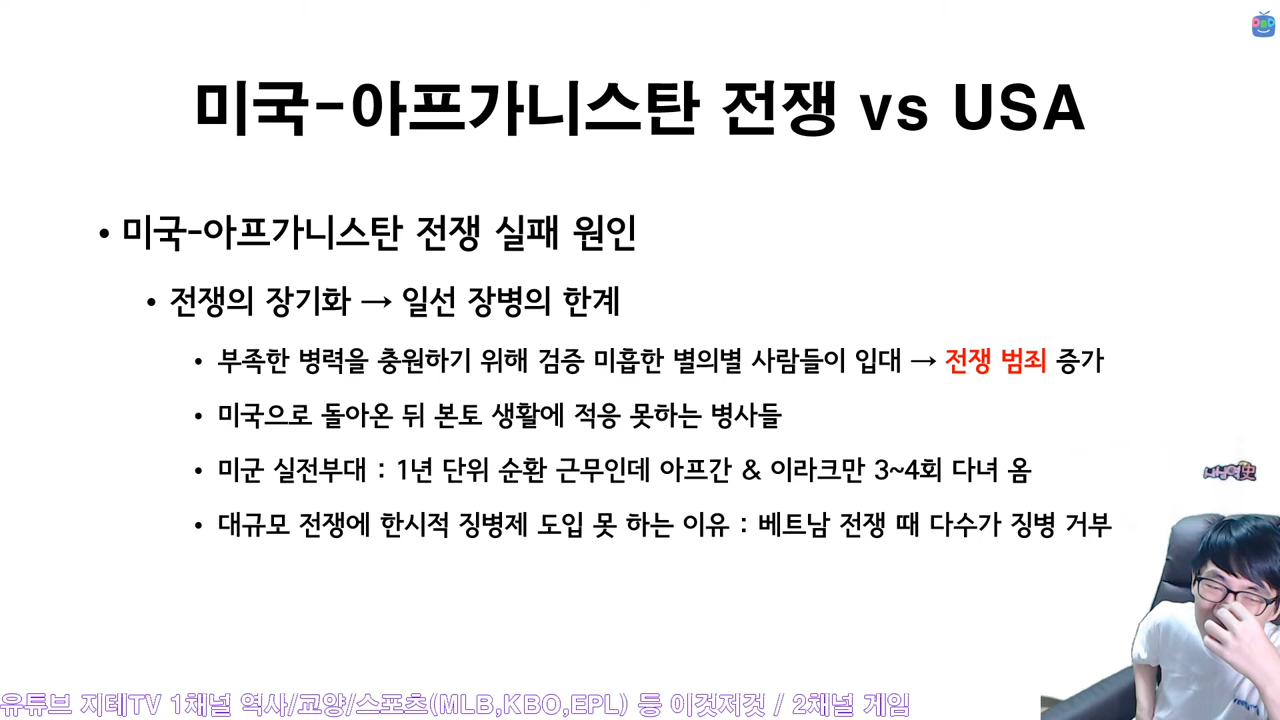 미국-아프가니스탄 전쟁 vs USA
• 미국-아프가니스탄 전쟁 실패 원인
• 전쟁의 장기화 → 일선 장병의 한계
• 부족한 병력을 충원하기 위해 검증 미흡한 별의별 사람들이 입대 → 전쟁 범죄 증가
• 미국으로 돌아온 뒤 본토 생활에 적응 못하는 병사들
• 미군 실전부대 : 1년 단위 순환 근무인데 아프간 & 이라크만 3~4회 다녀 옴
• 대규모 전쟁에 한시적 징병제 도입 못 하는 이유 : 베트남 전쟁 때 다수가 징병 거부
유튜브 지테TV 1채널 역사/교양/스포츠(MLB,KBO,EPL) 등 이것저것 / 2채널 게임